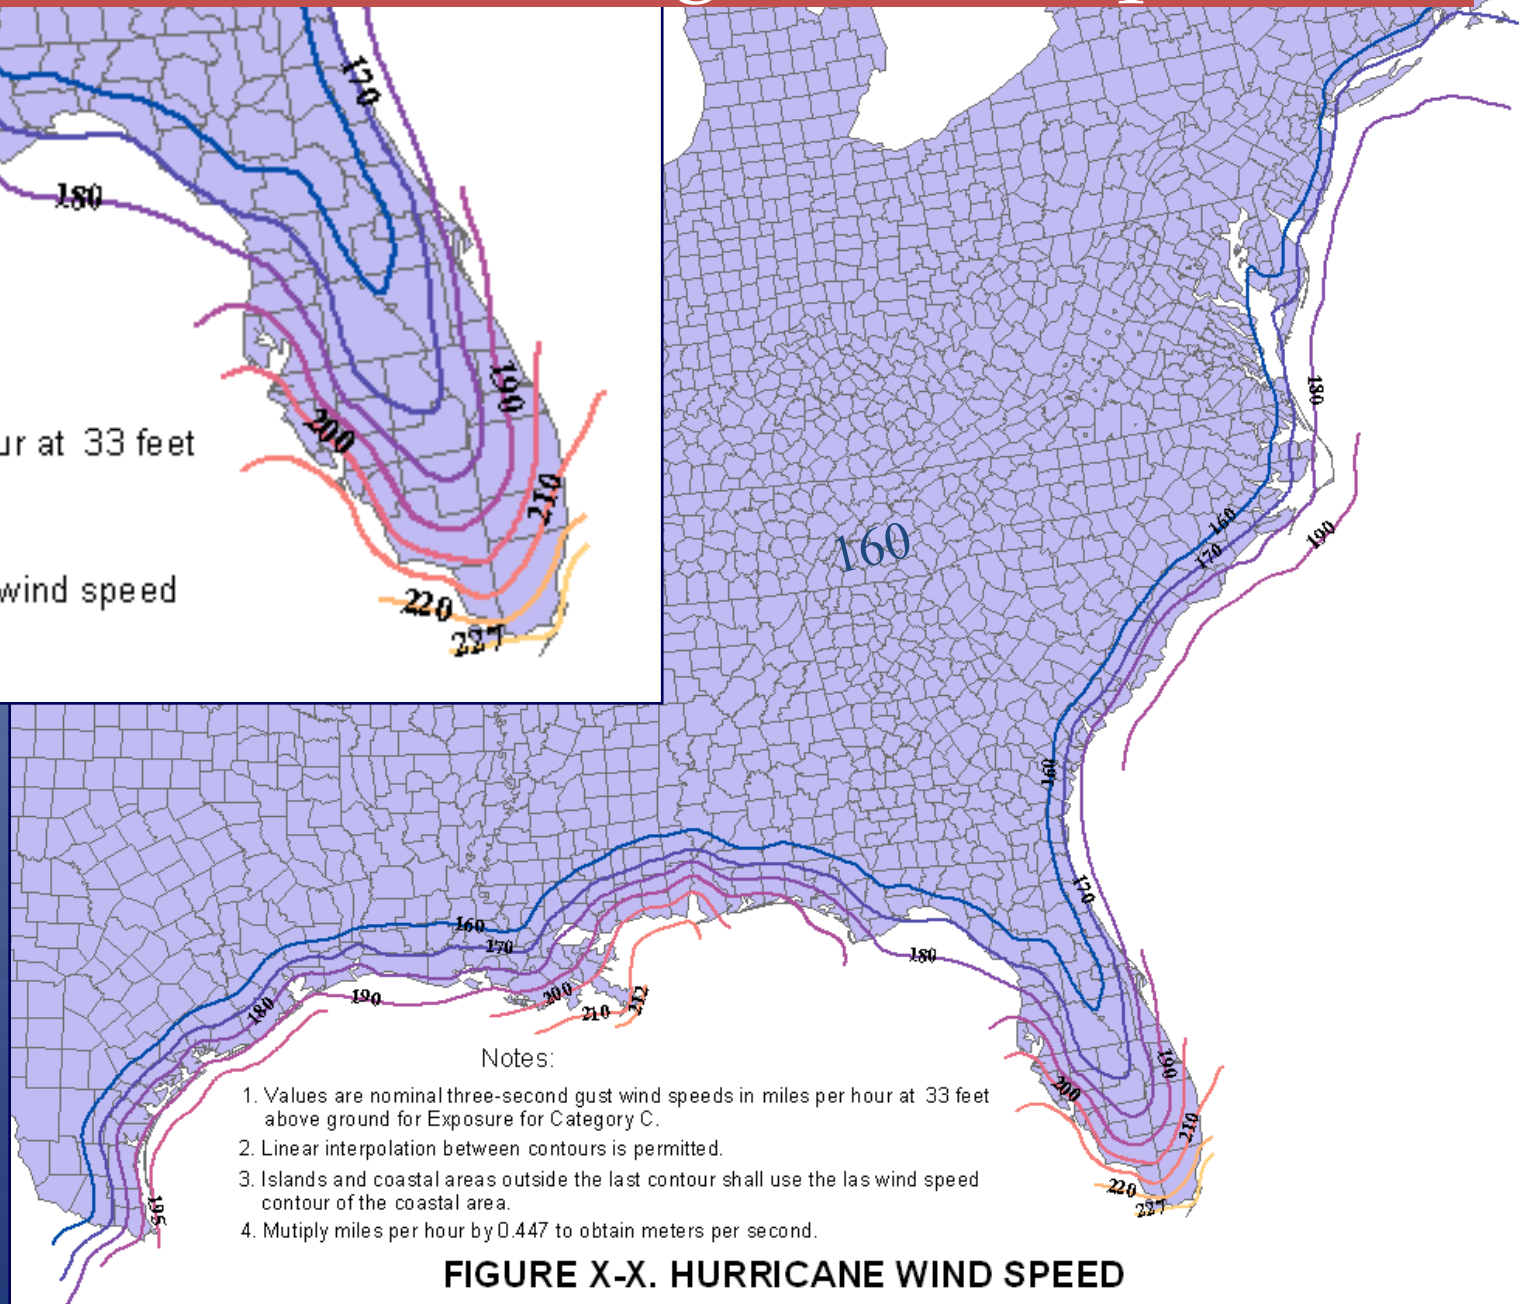 170
180
190
200
210
220
227
ur at 33 feet
wind speed
180
190
160
170
160
160
170
160
170
180
190
180
200
210
212
195
190
200
210
220
227
Notes:
1. Values are nominal three-second gust wind speeds in miles per hour at 33 feet
above ground for Exposure for Category C.
2. Linear interpolation between contours is permitted.
3. Islands and coastal areas outside the last contour shall use the las wind speed
contour of the coastal area.
4. Mutiply miles per hour by 0.447 to obtain meters per second.
FIGURE X-X. HURRICANE WIND SPEED